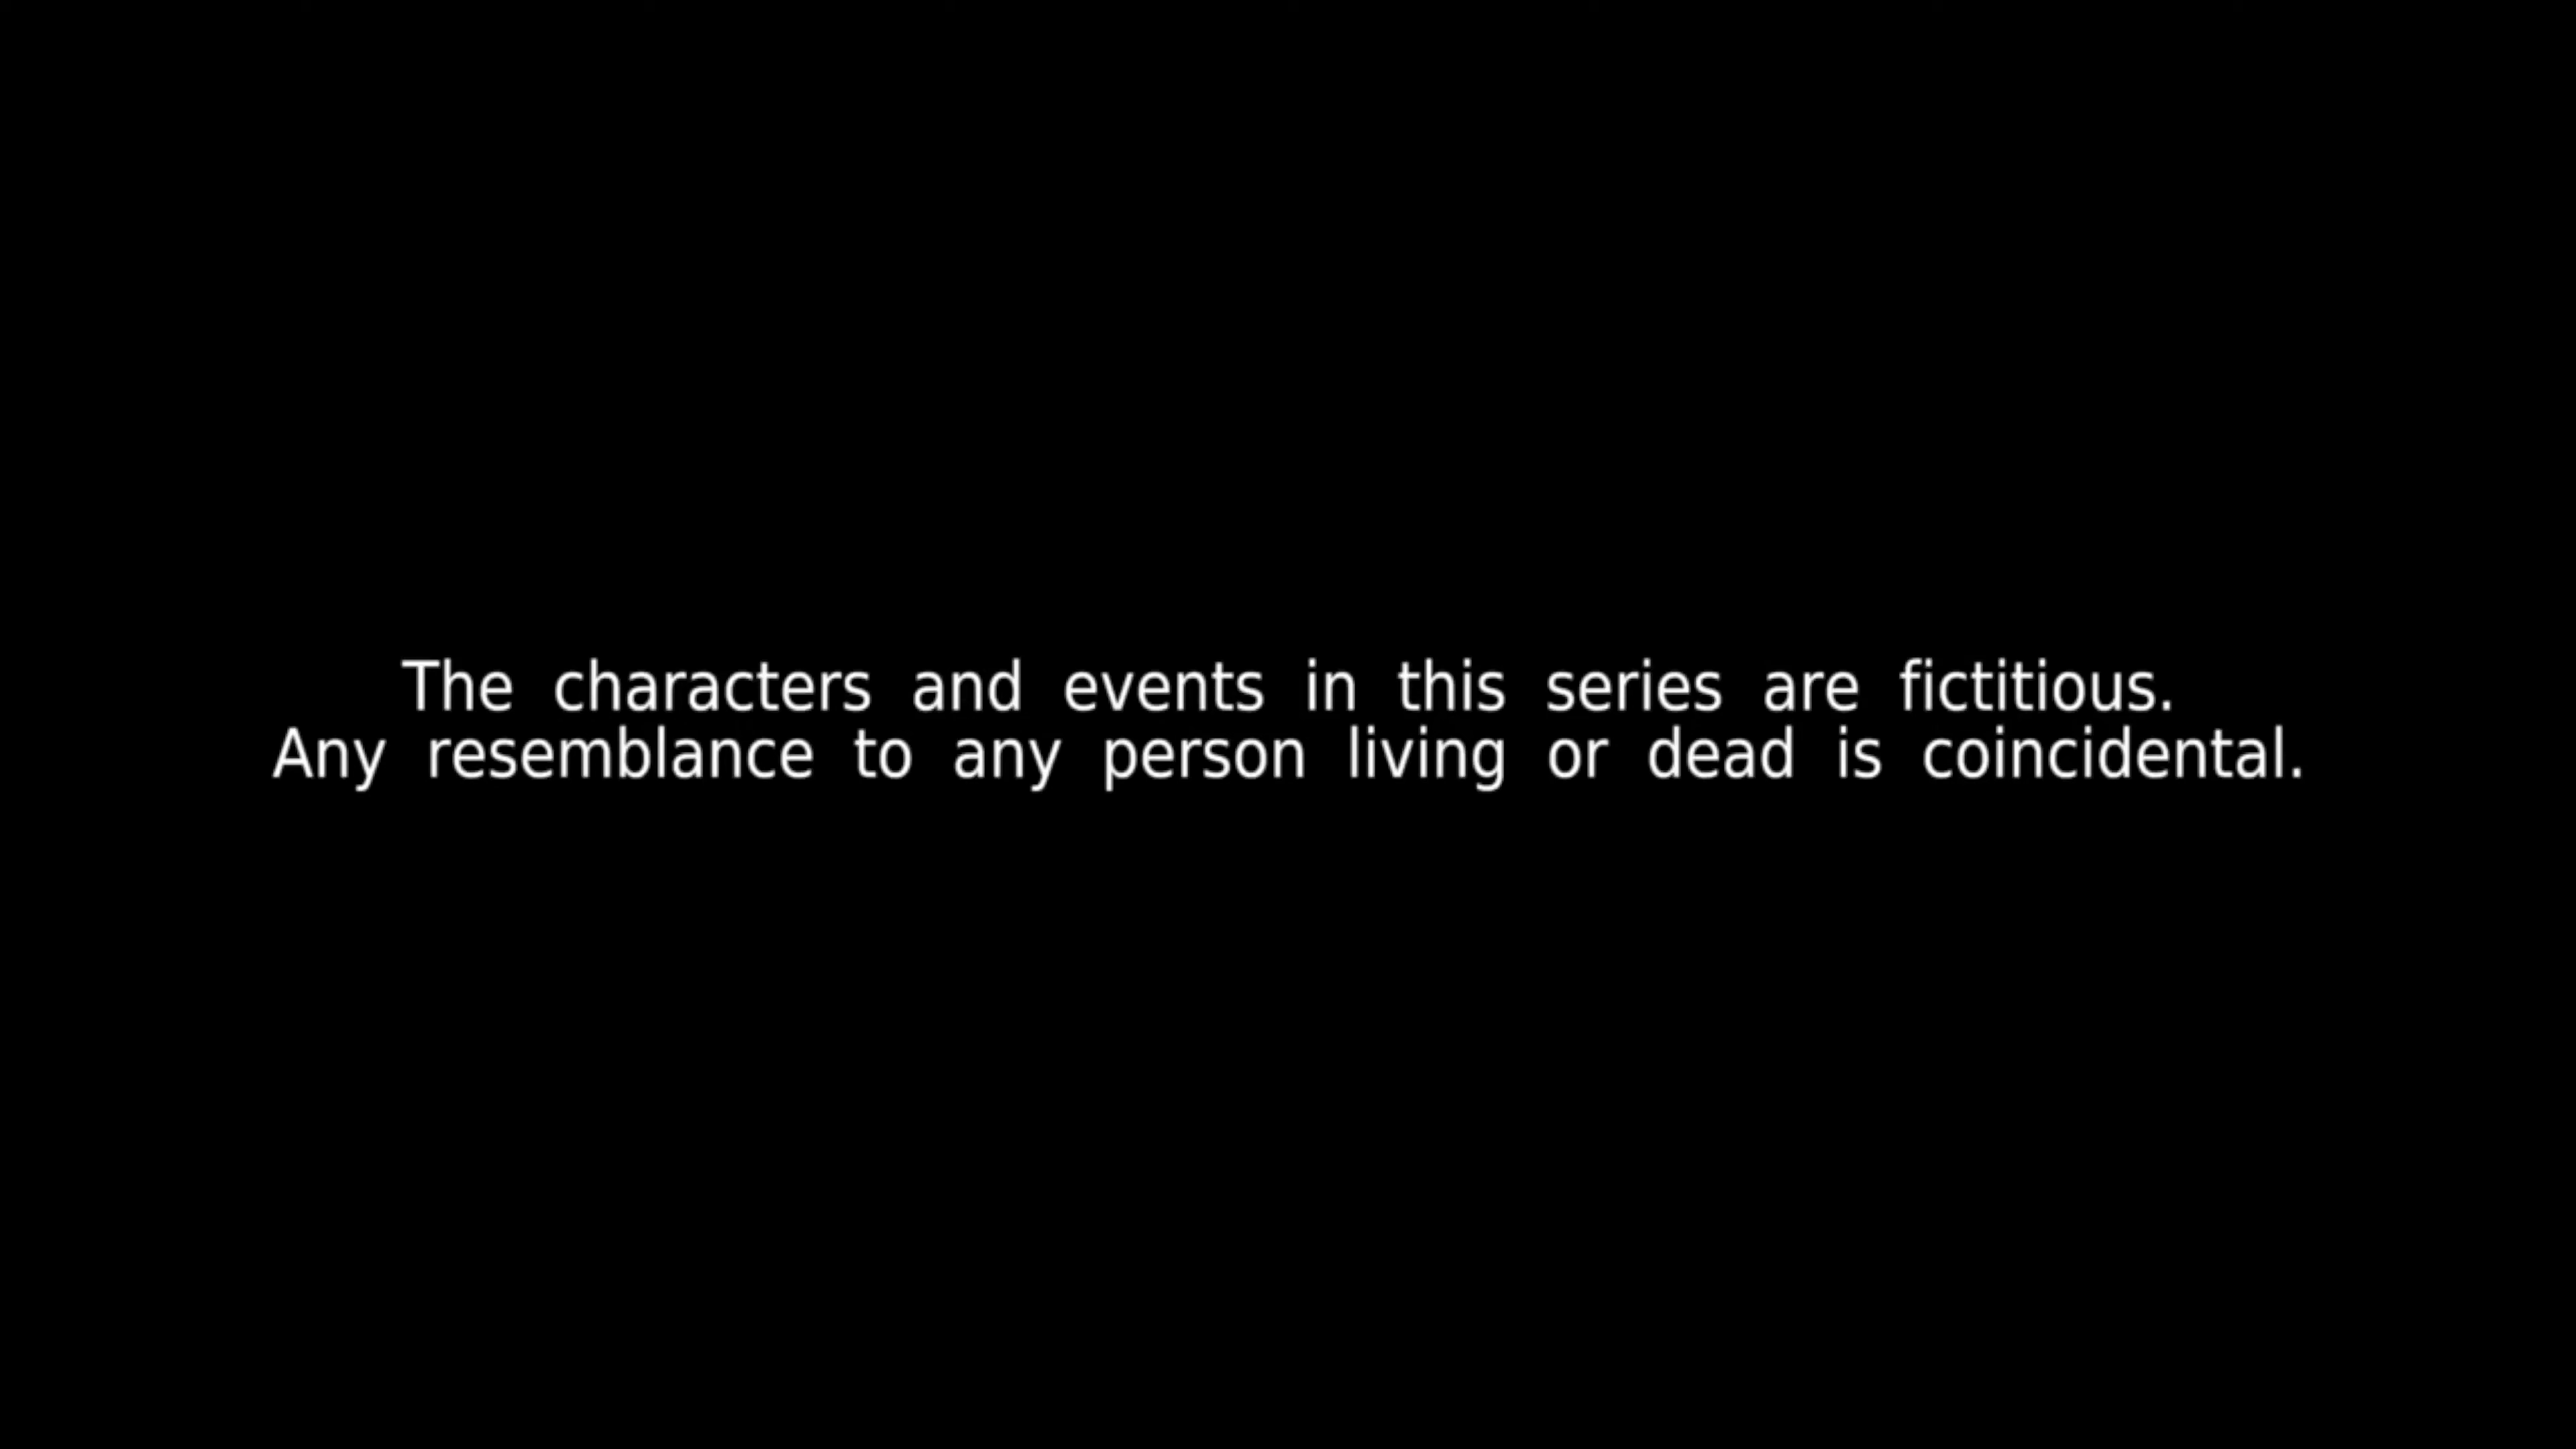 The characters and events in this series are fictitious.
Any resemblance to any person living or dead is coincidental.